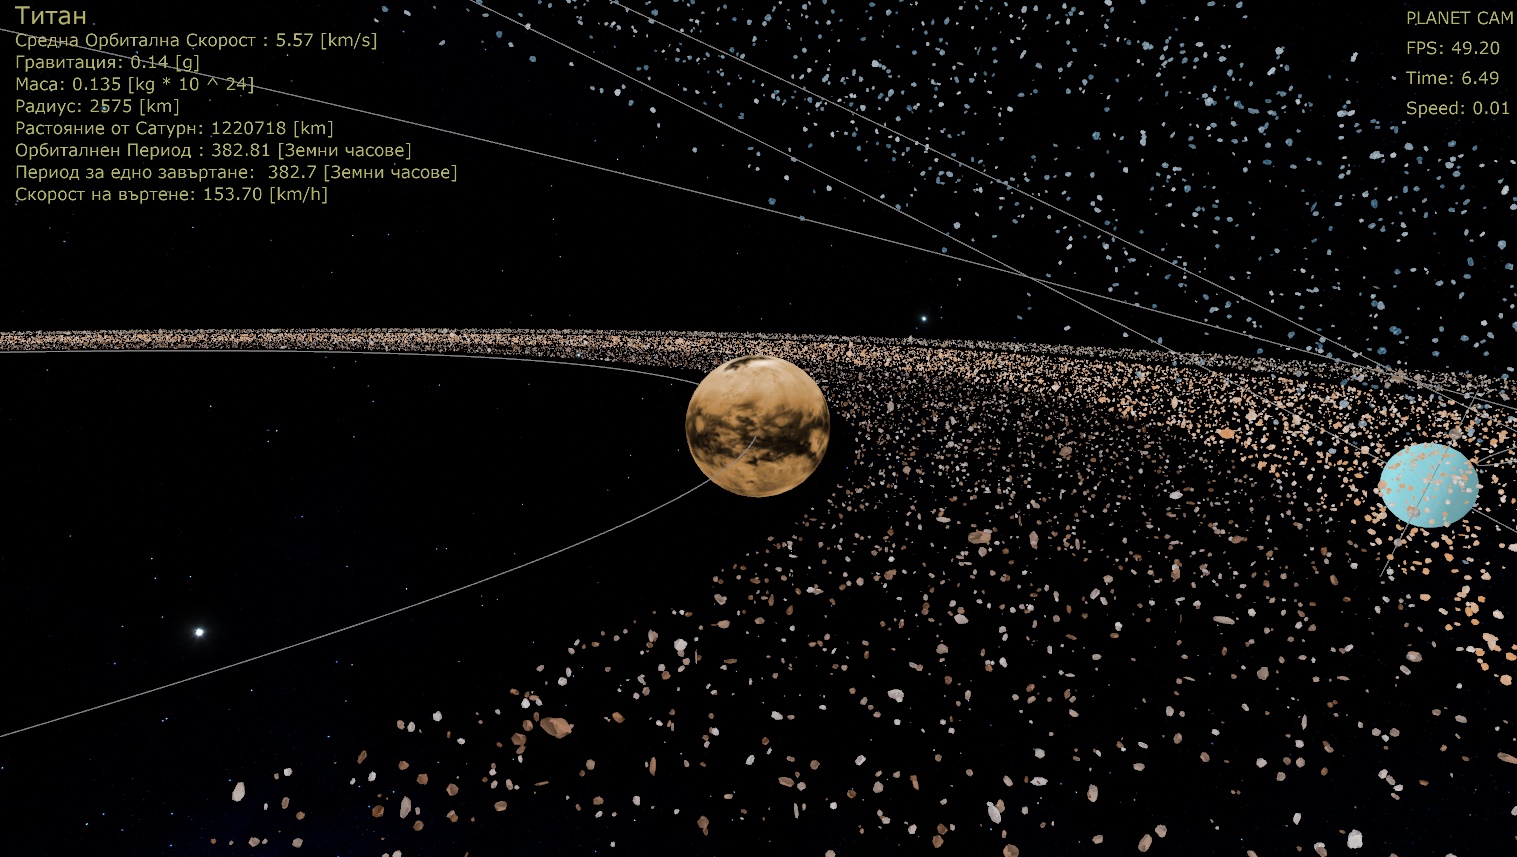 Титан
Средна Орбитална Скорост : 5.57 [km/s]
Гравитация: 0.14 [g]
Маса: 0.135 [kg * 10 ^ 24]
Радиус: 2575 [km]
Растояние от Сатурн: 1220718 [km]
Орбиталнен Период : 382.81 [Земни часове]
Период за едно завъртане:  382.7 [Земни часове]
Скорост на въртене: 153.70 [km/h]
PLANET CAM
FPS: 49.20
Time: 6.49
Speed: 0.01